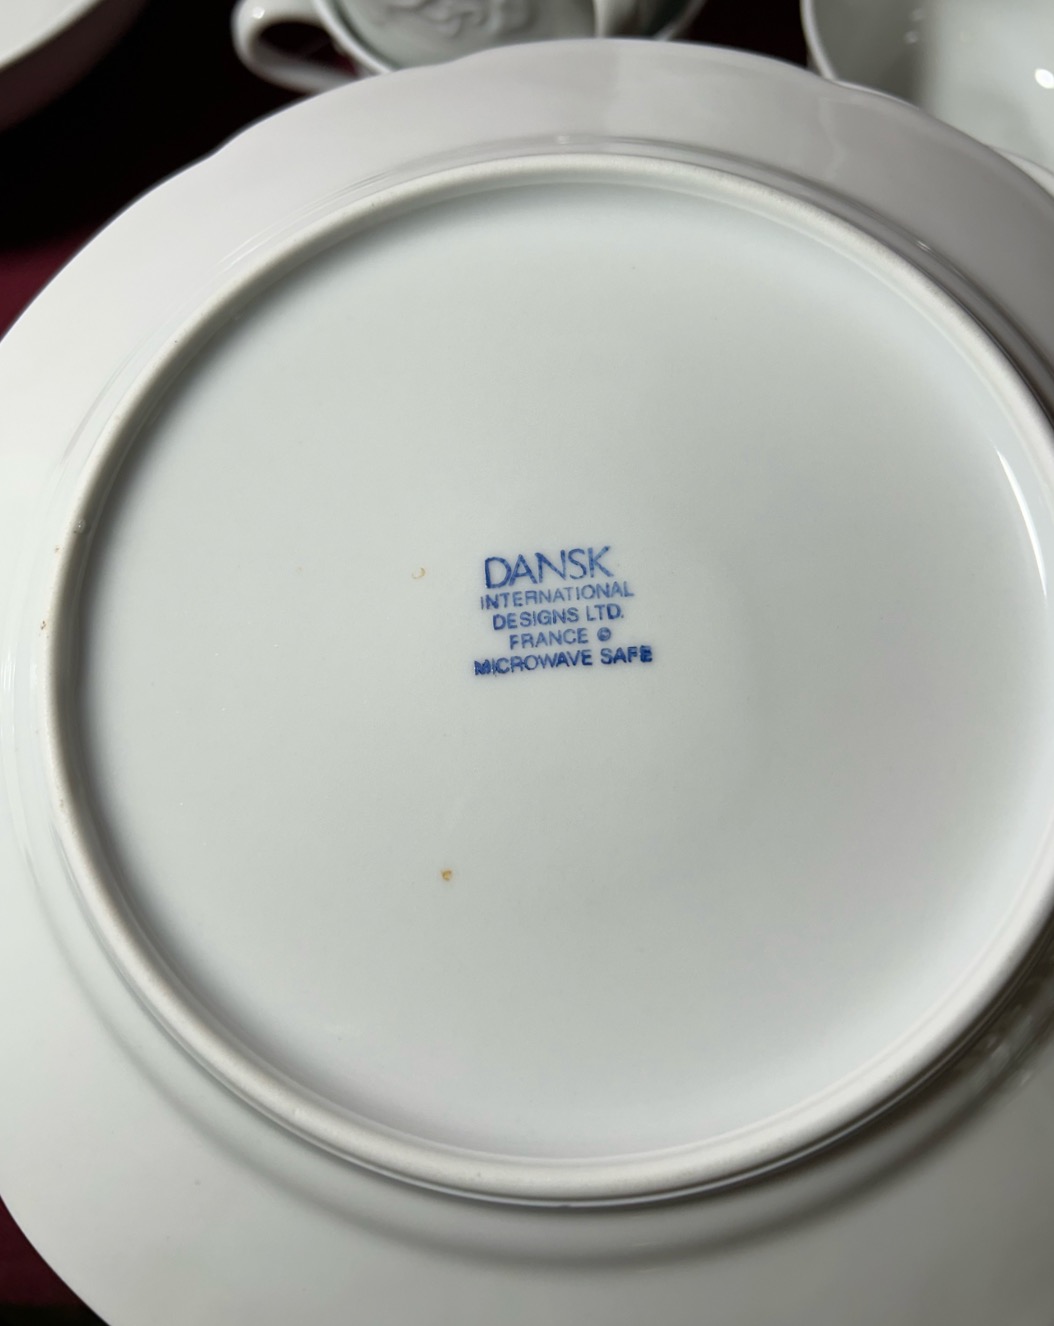 DANSK
INTERNATIONAL
DESIGNS LTD.
FRANCE ©
MICROWAVE SAFE